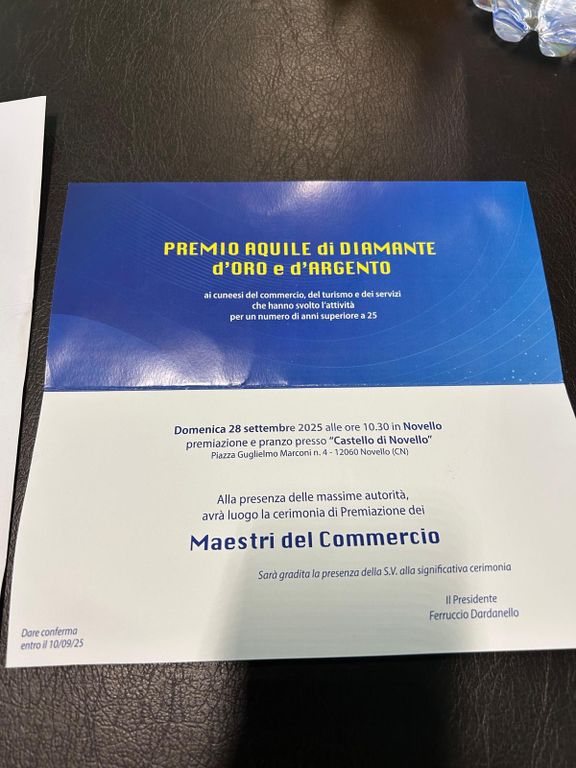 PREMIO AQUILE di DIAMANTE
d'ORO e d'ARGENTO
ai cuneesi del commercio, del turismo e dei servizi
che hanno svolto l'attività
per un numero di anni superiore a 25
Domenica 28 settembre 2025 alle ore 10.30 in Novello
premiazione e pranzo presso "Castello di Novello"
Piazza Guglielmo Marconi n. 4 - 12060 Novello (CN)
Alla presenza delle massime autorità,
avrà luogo la cerimonia di Premiazione dei
Maestri del Commercio
Sarà gradita la presenza della S.V. alla significativa cerimonia
Il Presidente
Ferruccio Dardanello
Dare conferma
entro il 10/09/25